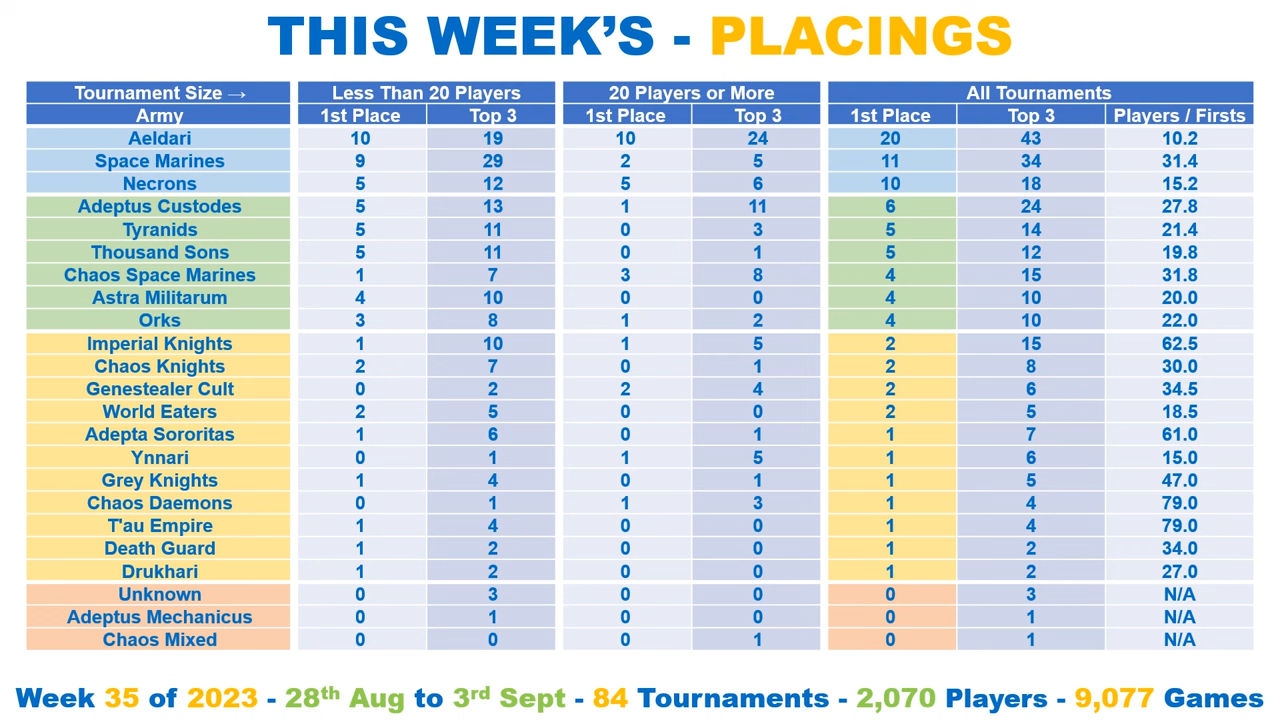 THIS WEEK'S - PLACINGS
Tournament Size → Less Than 20 Players 20 Players or More All Tournaments
Army 1st Place Top 3 1st Place Top 3 1st Place Top 3 Players / Firsts
Aeldari 10 19 10 24 20 43 10.2
Space Marines 9 29 2 5 11 34 31.4
Necrons 5 12 5 6 10 18 15.2
Adeptus Custodes 5 13 1 11 6 24 27.8
Tyranids 5 11 0 3 5 14 21.4
Thousand Sons 5 11 0 1 5 12 19.8
Chaos Space Marines 1 7 3 8 4 15 31.8
Astra Militarum 4 10 0 0 4 10 20.0
Orks 3 8 1 2 4 10 22.0
Imperial Knights 1 10 1 5 2 15 62.5
Chaos Knights 2 7 0 1 2 8 30.0
Genestealer Cult 0 2 2 4 2 6 34.5
World Eaters 2 5 0 0 2 5 18.5
Adepta Sororitas 1 6 0 1 1 7 61.0
Ynnari 0 1 1 5 1 6 15.0
Grey Knights 1 4 0 1 1 5 47.0
Chaos Daemons 0 1 1 3 1 4 79.0
T'au Empire 1 4 0 0 1 4 79.0
Death Guard 1 2 0 0 1 2 34.0
Drukhari 1 2 0 0 1 2 27.0
Unknown 0 3 0 0 0 3 N/A
Adeptus Mechanicus 0 1 0 0 0 1 N/A
Chaos Mixed 0 0 0 1 0 1 N/A
Week 35 of 2023 - 28th Aug to 3rd Sept - 84 Tournaments - 2,070 Players - 9,077 Games